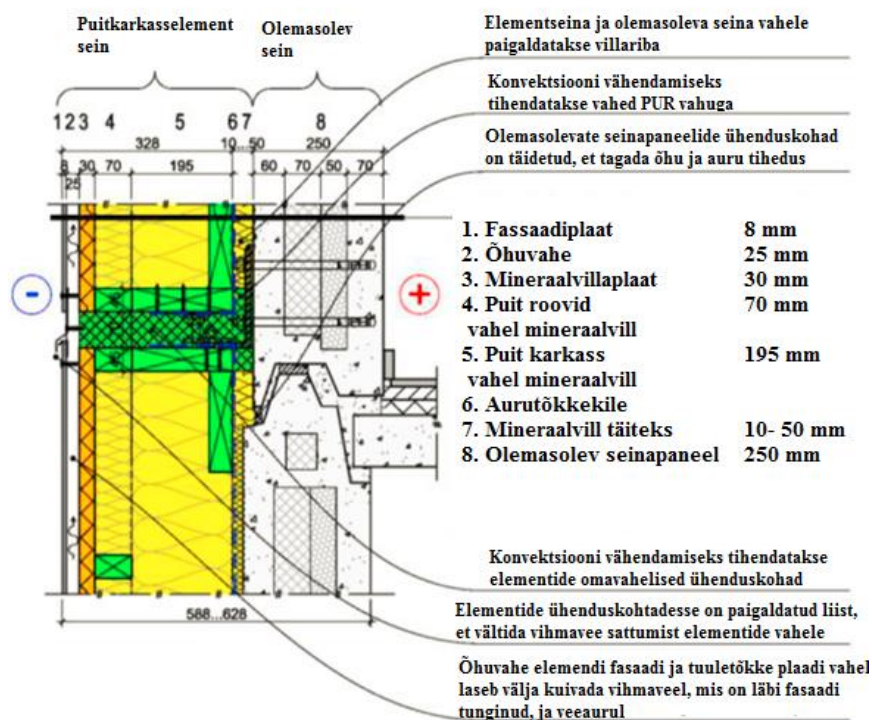 Puitkarkasselement
sein
Olemasolev
sein
Elementseina ja olemasoleva seina vahele
paigaldatakse villariba
Konvektsiooni vähendamiseks
tihendatakse vahed PUR vahuga
Olemasolevate seinapaneelide ühenduskohad
on täidetud, et tagada õhu ja auru tihedus
1 2 3 4 5 6 7 8
328 10...50 250
8 30 70 195 60 70 50 70
25
1. Fassaadiplaat 8 mm
2. Õhuvahe 25 mm
3. Mineraalvillaplaat 30 mm
4. Puit roovid 70 mm
vahel mineraalvill
5. Puit karkass 195 mm
vahel mineraalvill
6. Aurutõkkekile
7. Mineraalvill täiteks 10- 50 mm
8. Olemasolev seinapaneel 250 mm
-
+
588...628
Konvektsiooni vähendamiseks tihendatakse
elementide omavahelised ühenduskohad
Elementide ühenduskohtadesse on paigaldatud liist,
et vältida vihmavee sattumist elementide vahele
Õhuvahe elemendi fasaadi ja tuuletõkke plaadi vahel
laseb välja kuivada vihmaveel, mis on läbi fasaadi
tunginud, ja veeaurul